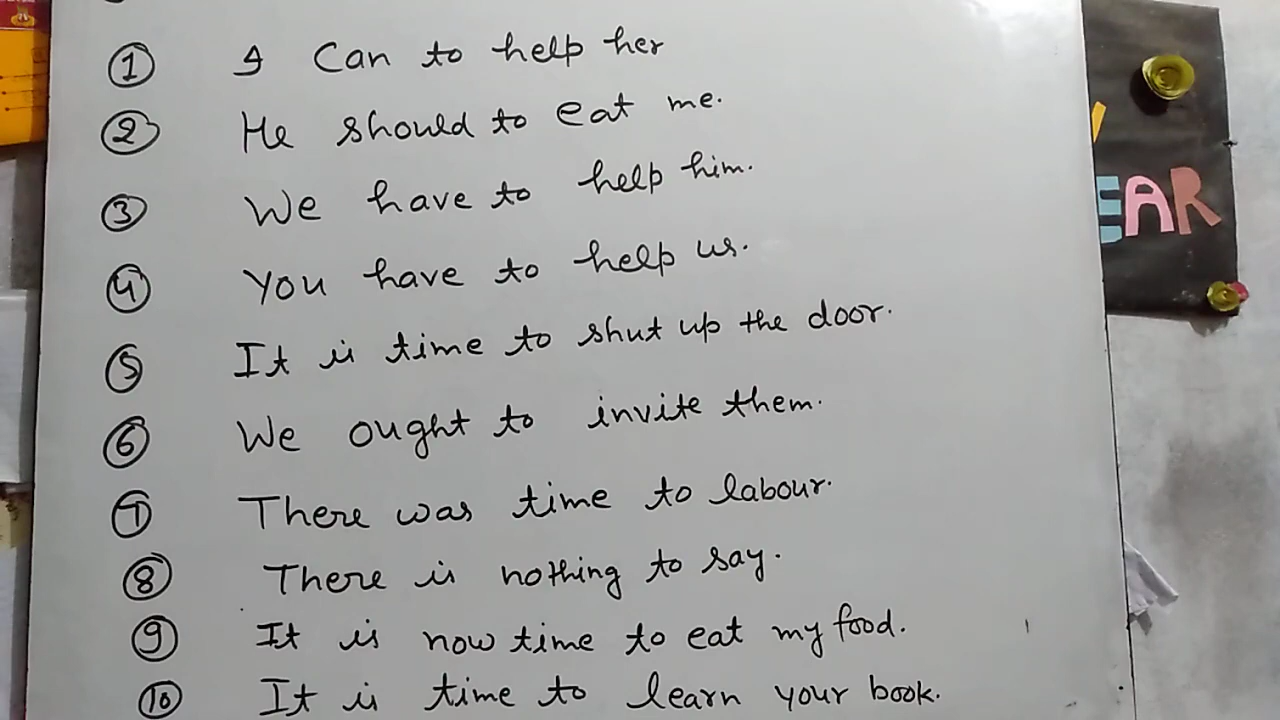 ① I Can to help her
② He should to eat me.
③ We have to help him.
④ You have to help us.
⑤ It is time to shut up the door.
⑥ We ought to invite them.
⑦ There was time to labour.
⑧ There is nothing to say.
⑨ It is now time to eat my food.
⑩ It is time to learn your book.
EAR